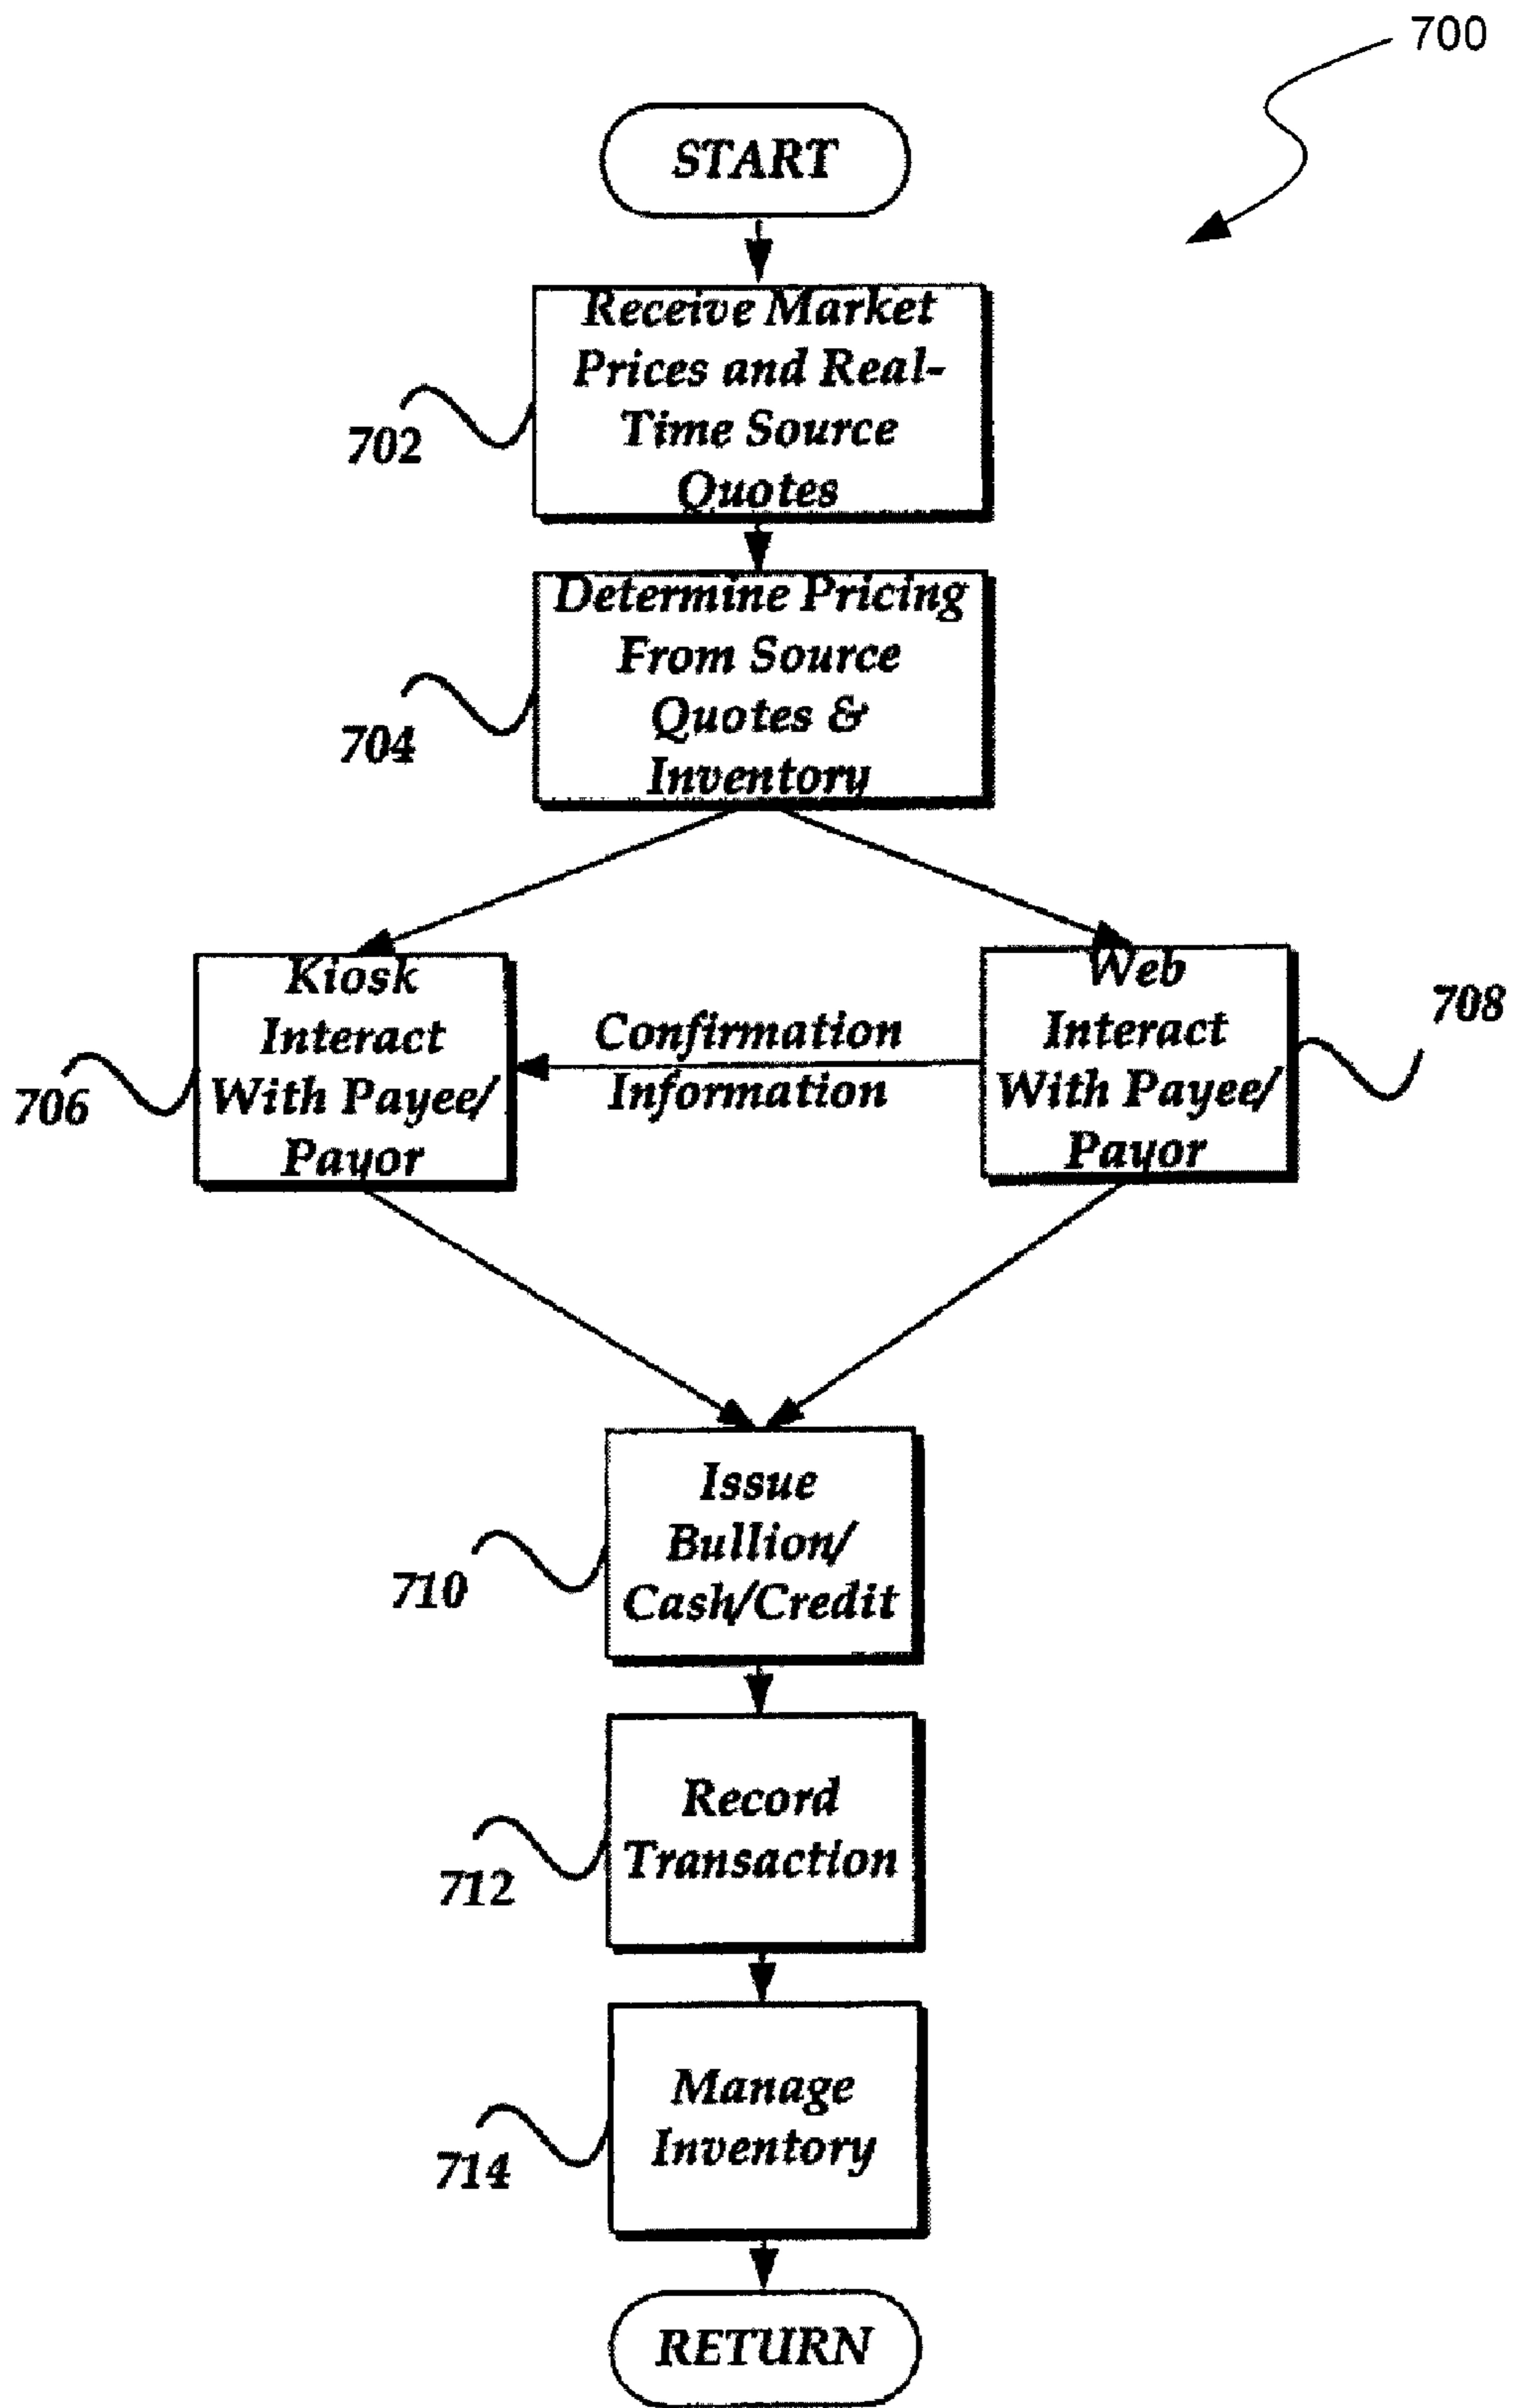 700
START
Receive Market
Prices and Real-
Time Source
Quotes
702
Determine Pricing
From Source
Quotes &
Inventory
704
Kiosk
Interact
With Payee/
Payor
706
Confirmation
Information
Web
Interact
With Payee/
Payor
708
Issue
Bullion/
Cash/Credit
710
Record
Transaction
712
Manage
Inventory
714
RETURN